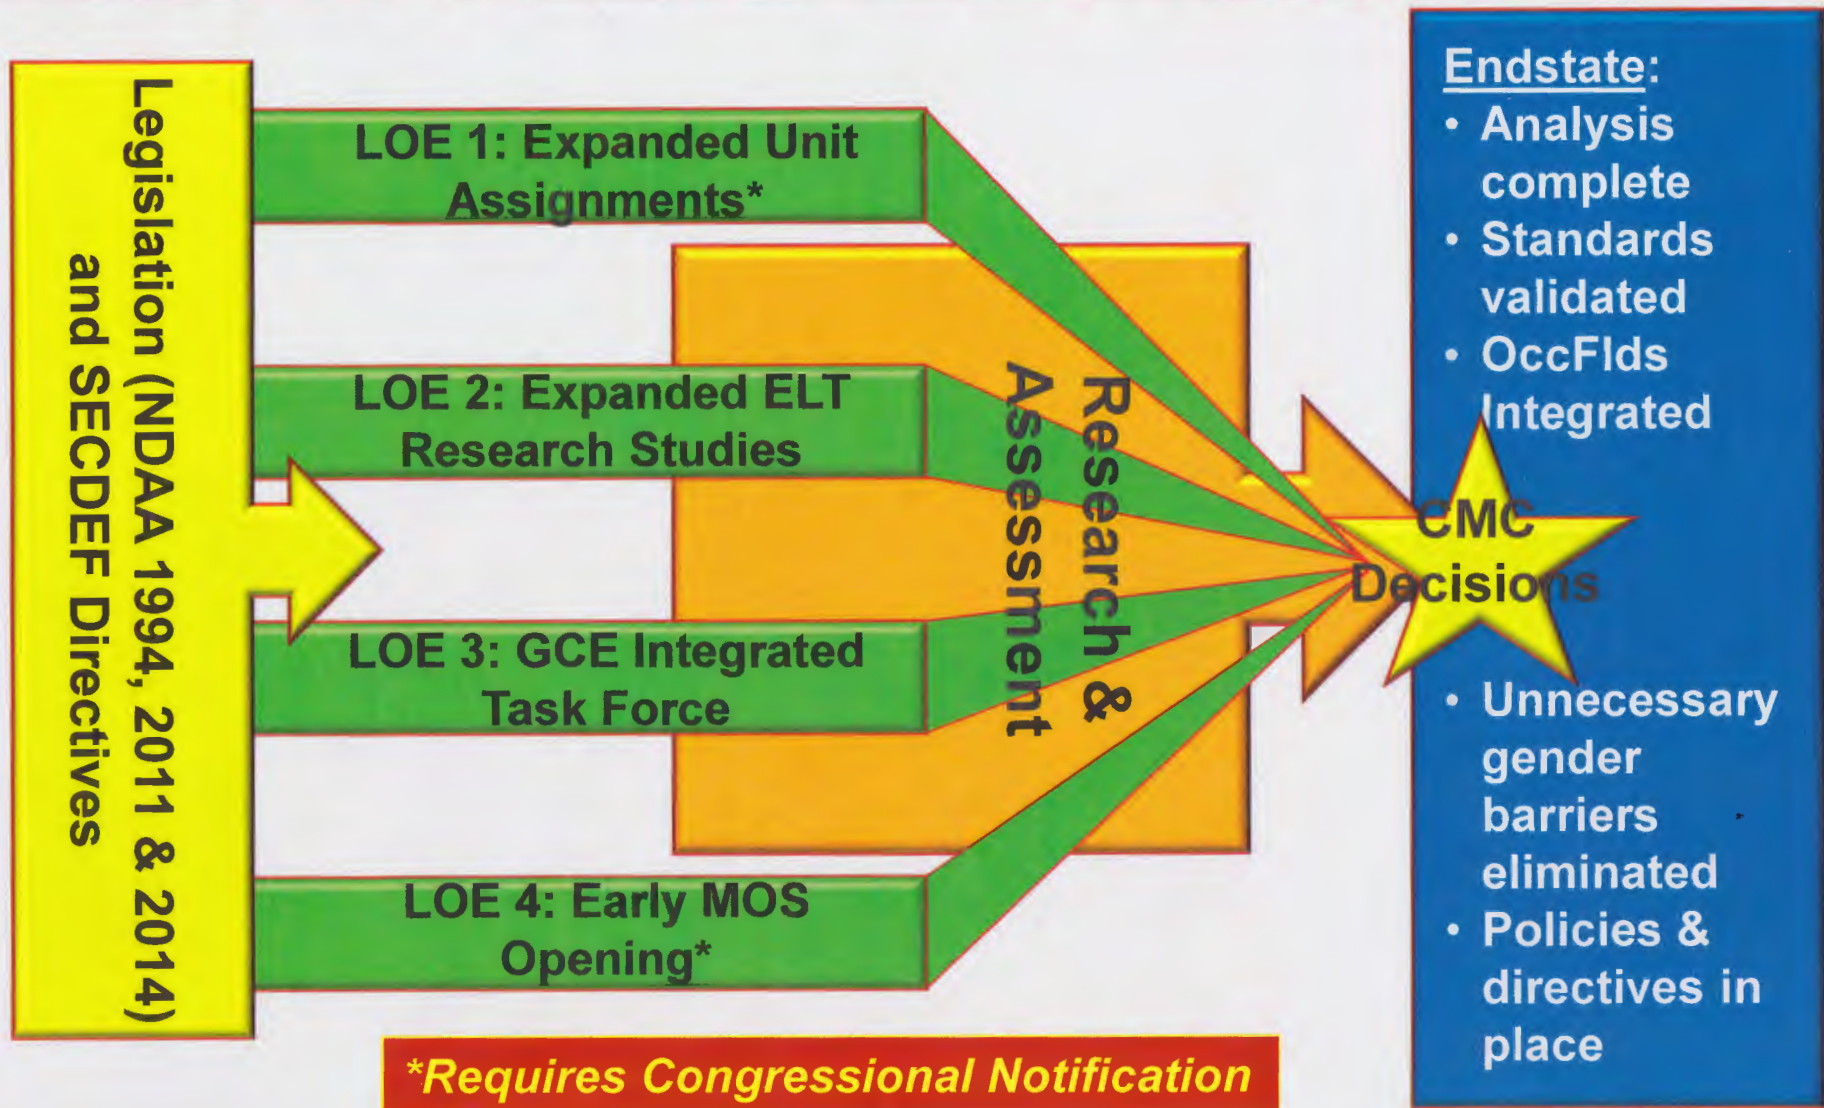 Legislation (NDAA 1994, 2011 & 2014)
and SECDEF Directives
LOE 1: Expanded Unit
Assignments*
LOE 2: Expanded ELT
Research Studies
LOE 3: GCE Integrated
Task Force
LOE 4: Early MOS
Opening*
Research &
Assessment
CMC
Decisions
Endstate:
• Analysis
complete
• Standards
validated
• OccFlds
Integrated
• Unnecessary
gender
barriers
eliminated
• Policies &
directives in
place
*Requires Congressional Notification